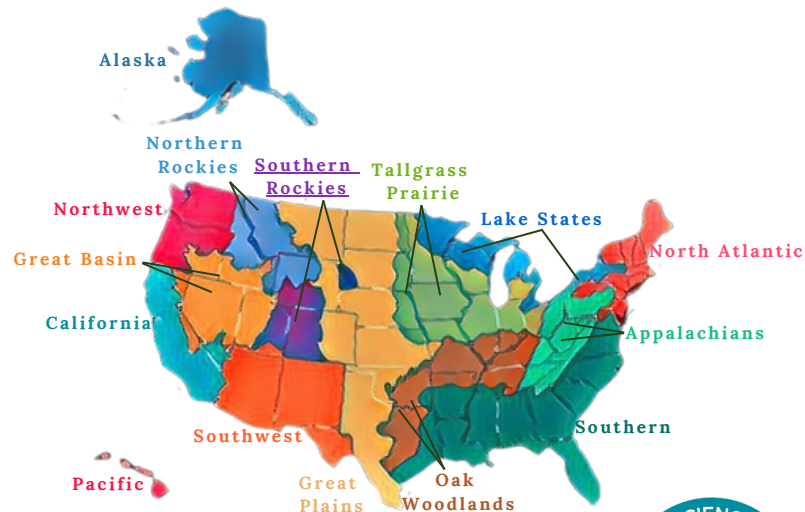 Alaska
Northern
Rockies
Southern
Rockies
Tallgrass
Prairie
Northwest
Lake States
Great Basin
North Atlantic
California
Appalachians
Southwest
Southern
Pacific
Great
Plains
Oak
Woodlands